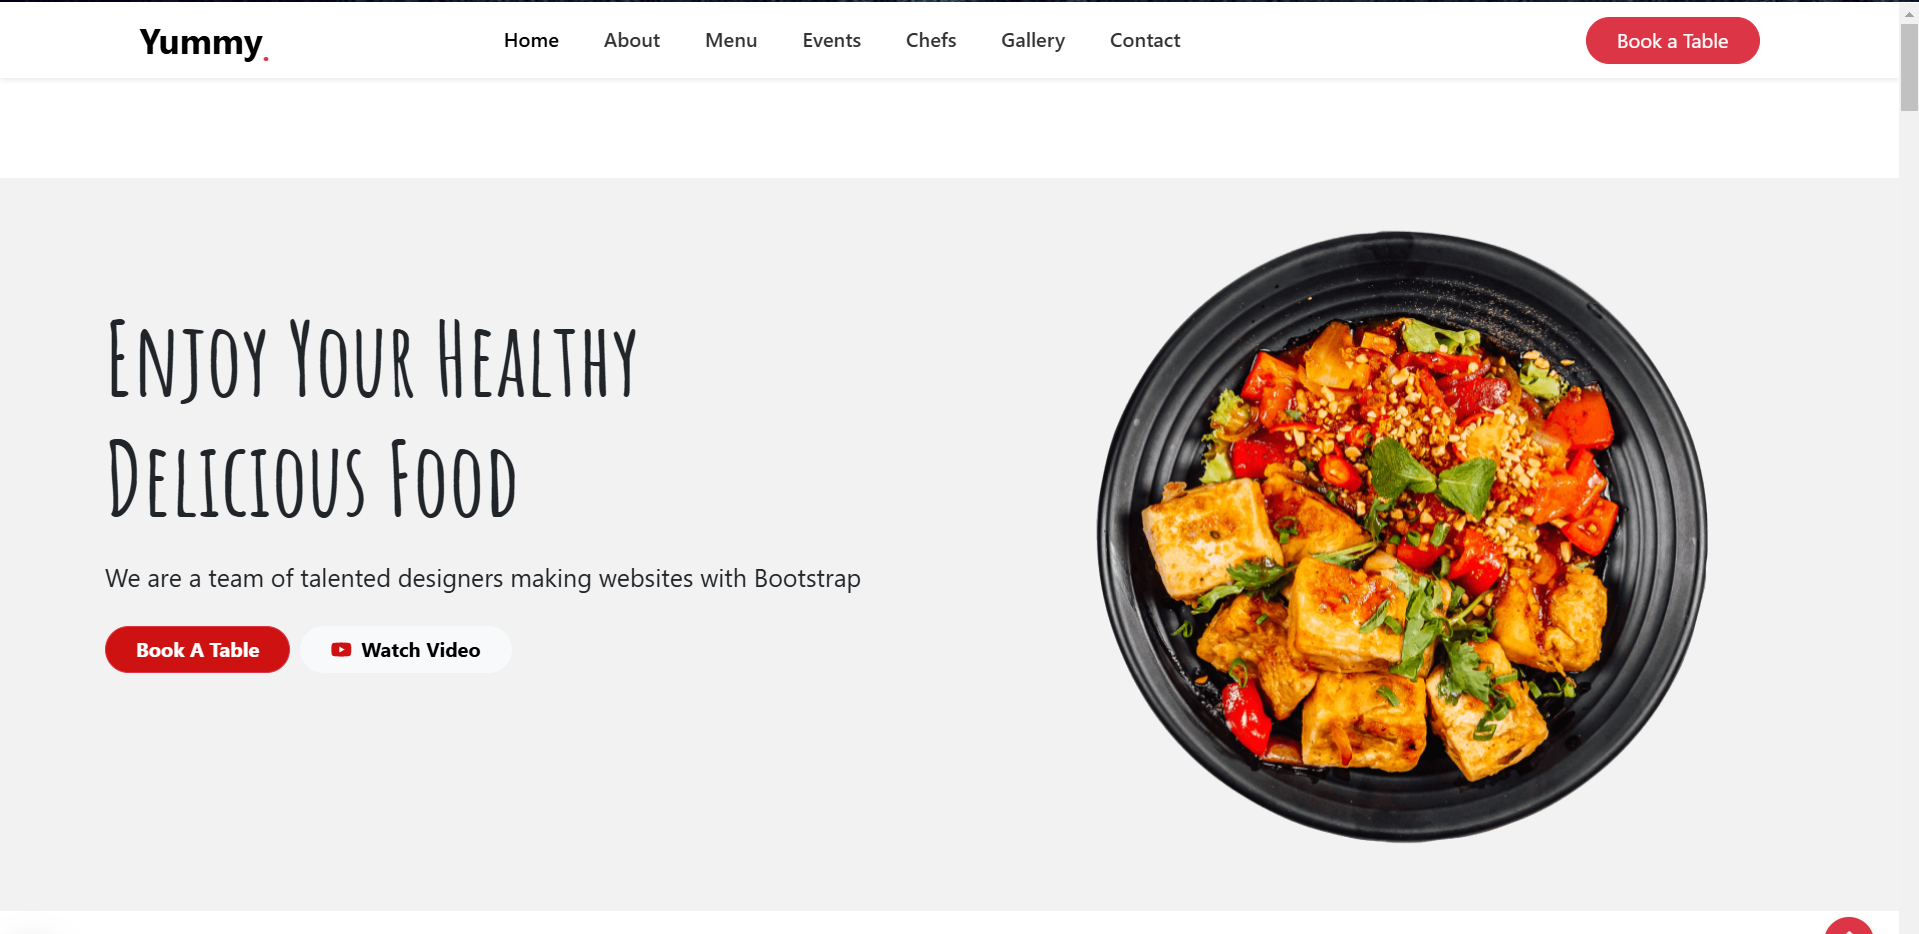 Yummy.
Home About Menu Events Chefs Gallery Contact
Book a Table
Enjoy Your Healthy
Delicious Food
We are a team of talented designers making websites with Bootstrap
Book A Table
Watch Video